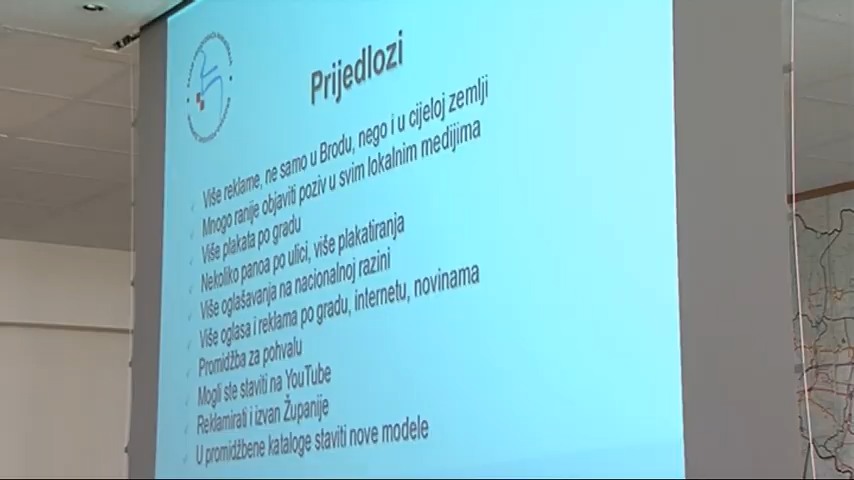 Prijedlozi
Više reklame, ne samo u Brodu, nego i u cijeloj zemlji
Mnogo ranije objaviti poziv u svim lokalnim medijima
Više plakata po gradu
Nekoliko panoa po ulici, više plakatiranja
Više oglašavanja na nacionalnoj razini
Više oglasa i reklama po gradu, internetu, novinama
Promidžba za pohvalu
Mogli ste staviti na YouTube
Reklamirati i izvan Županije
U promidžbene kataloge staviti nove modele